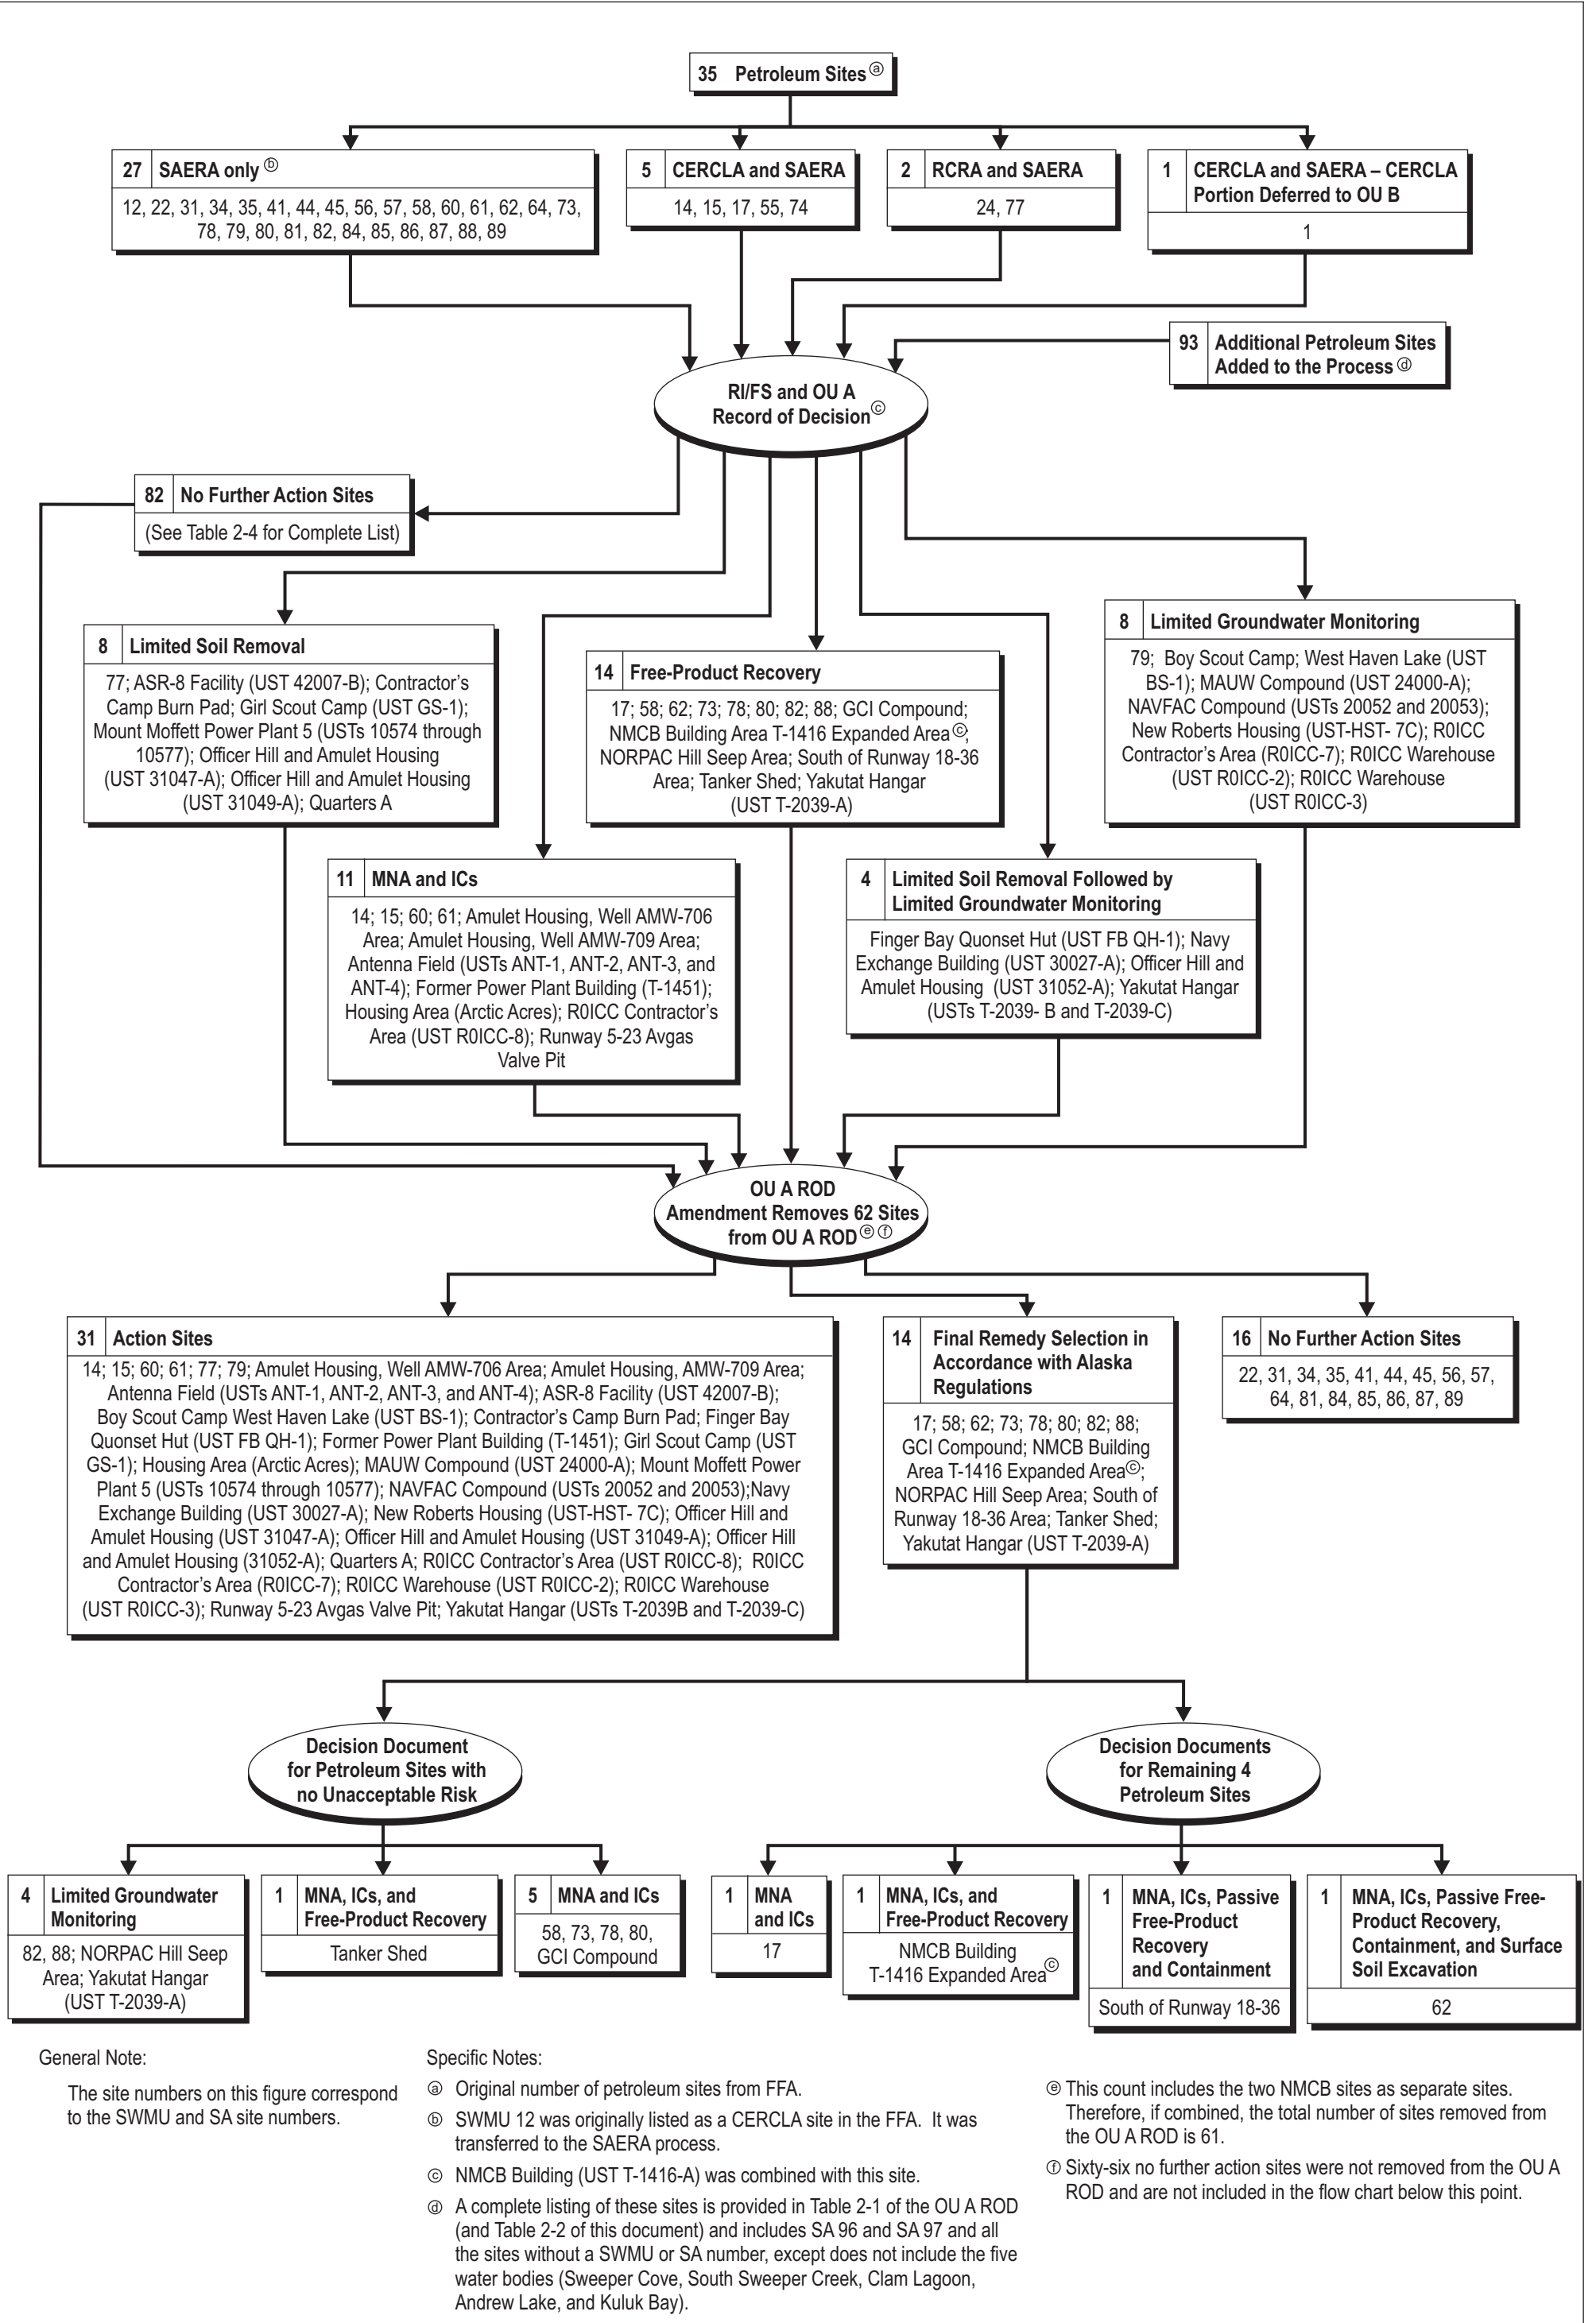 35 Petroleum Sites ⓐ
27 SAERA only ⓑ
12, 22, 31, 34, 35, 41, 44, 45, 56, 57, 58, 60, 61, 62, 64, 73,
78, 79, 80, 81, 82, 84, 85, 86, 87, 88, 89
5 CERCLA and SAERA
14, 15, 17, 55, 74
2 RCRA and SAERA
24, 77
1 CERCLA and SAERA – CERCLA
Portion Deferred to OU B
1
93 Additional Petroleum Sites
Added to the Process ⓓ
RI/FS and OU A
Record of Decision ⓒ
82 No Further Action Sites
(See Table 2-4 for Complete List)
8 Limited Soil Removal
77; ASR-8 Facility (UST 42007-B); Contractor's
Camp Burn Pad; Girl Scout Camp (UST GS-1);
Mount Moffett Power Plant 5 (USTs 10574 through
10577); Officer Hill and Amulet Housing
(UST 31047-A); Officer Hill and Amulet Housing
(UST 31049-A); Quarters A
14 Free-Product Recovery
17; 58; 62; 73; 78; 80; 82; 88; GCI Compound;
NMCB Building Area T-1416 Expanded Area ⓒ;
NORPAC Hill Seep Area; South of Runway 18-36
Area; Tanker Shed; Yakutat Hangar
(UST T-2039-A)
8 Limited Groundwater Monitoring
79; Boy Scout Camp; West Haven Lake (UST
BS-1); MAUW Compound (UST 24000-A);
NAVFAC Compound (USTs 20052 and 20053);
New Roberts Housing (UST-HST- 7C); R0ICC
Contractor's Area (R0ICC-7); R0ICC Warehouse
(UST R0ICC-2); R0ICC Warehouse
(UST R0ICC-3)
11 MNA and ICs
14; 15; 60; 61; Amulet Housing, Well AMW-706
Area; Amulet Housing, Well AMW-709 Area;
Antenna Field (USTs ANT-1, ANT-2, ANT-3, and
ANT-4); Former Power Plant Building (T-1451);
Housing Area (Arctic Acres); R0ICC Contractor's
Area (UST R0ICC-8); Runway 5-23 Avgas
Valve Pit
4 Limited Soil Removal Followed by
Limited Groundwater Monitoring
Finger Bay Quonset Hut (UST FB QH-1); Navy
Exchange Building (UST 30027-A); Officer Hill and
Amulet Housing (UST 31052-A); Yakutat Hangar
(USTs T-2039- B and T-2039-C)
OU A ROD
Amendment Removes 62 Sites
from OU A ROD ⓔ ⓕ
31 Action Sites
14; 15; 60; 61; 77; 79; Amulet Housing, Well AMW-706 Area; Amulet Housing, AMW-709 Area;
Antenna Field (USTs ANT-1, ANT-2, ANT-3, and ANT-4); ASR-8 Facility (UST 42007-B);
Boy Scout Camp West Haven Lake (UST BS-1); Contractor's Camp Burn Pad; Finger Bay
Quonset Hut (UST FB QH-1); Former Power Plant Building (T-1451); Girl Scout Camp (UST
GS-1); Housing Area (Arctic Acres); MAUW Compound (UST 24000-A); Mount Moffett Power
Plant 5 (USTs 10574 through 10577); NAVFAC Compound (USTs 20052 and 20053);Navy
Exchange Building (UST 30027-A); New Roberts Housing (UST-HST- 7C); Officer Hill and
Amulet Housing (UST 31047-A); Officer Hill and Amulet Housing (UST 31049-A); Officer Hill
and Amulet Housing (31052-A); Quarters A; R0ICC Contractor's Area (UST R0ICC-8); R0ICC
Contractor's Area (R0ICC-7); R0ICC Warehouse (UST R0ICC-2); R0ICC Warehouse
(UST R0ICC-3); Runway 5-23 Avgas Valve Pit; Yakutat Hangar (USTs T-2039B and T-2039-C)
14 Final Remedy Selection in
Accordance with Alaska
Regulations
17; 58; 62; 73; 78; 80; 82; 88;
GCI Compound; NMCB Building
Area T-1416 Expanded Area ⓒ;
NORPAC Hill Seep Area; South of
Runway 18-36 Area; Tanker Shed;
Yakutat Hangar (UST T-2039-A)
16 No Further Action Sites
22, 31, 34, 35, 41, 44, 45, 56, 57,
64, 81, 84, 85, 86, 87, 89
Decision Document
for Petroleum Sites with
no Unacceptable Risk
Decision Documents
for Remaining 4
Petroleum Sites
4 Limited Groundwater
Monitoring
82, 88; NORPAC Hill Seep
Area; Yakutat Hangar
(UST T-2039-A)
1 MNA, ICs, and
Free-Product Recovery
Tanker Shed
5 MNA and ICs
58, 73, 78, 80,
GCI Compound
1 MNA
and ICs
17
1 MNA, ICs, and
Free-Product Recovery
NMCB Building
T-1416 Expanded Area ⓒ
1 MNA, ICs, Passive
Free-Product
Recovery
and Containment
South of Runway 18-36
1 MNA, ICs, Passive Free-
Product Recovery,
Containment, and Surface
Soil Excavation
62
General Note:
The site numbers on this figure correspond
to the SWMU and SA site numbers.
Specific Notes:
ⓐ Original number of petroleum sites from FFA.
ⓑ SWMU 12 was originally listed as a CERCLA site in the FFA. It was
transferred to the SAERA process.
ⓒ NMCB Building (UST T-1416-A) was combined with this site.
ⓓ A complete listing of these sites is provided in Table 2-1 of the OU A ROD
(and Table 2-2 of this document) and includes SA 96 and SA 97 and all
the sites without a SWMU or SA number, except does not include the five
water bodies (Sweeper Cove, South Sweeper Creek, Clam Lagoon,
Andrew Lake, and Kuluk Bay).
ⓔ This count includes the two NMCB sites as separate sites.
Therefore, if combined, the total number of sites removed from
the OU A ROD is 61.
ⓕ Sixty-six no further action sites were not removed from the OU A
ROD and are not included in the flow chart below this point.